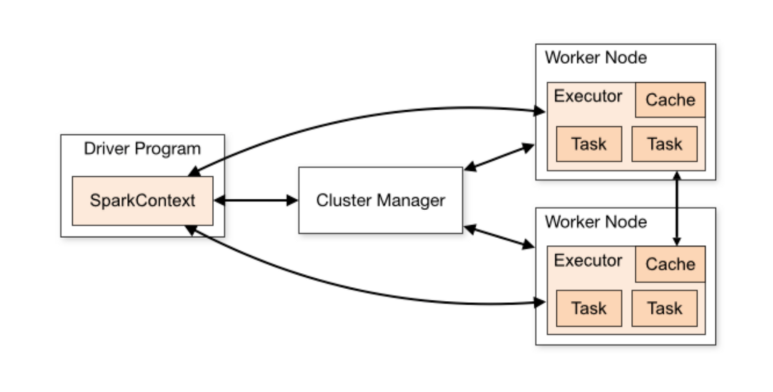 Driver Program
SparkContext
Cluster Manager
Worker Node
Executor
Cache
Task
Task
Worker Node
Executor
Cache
Task
Task